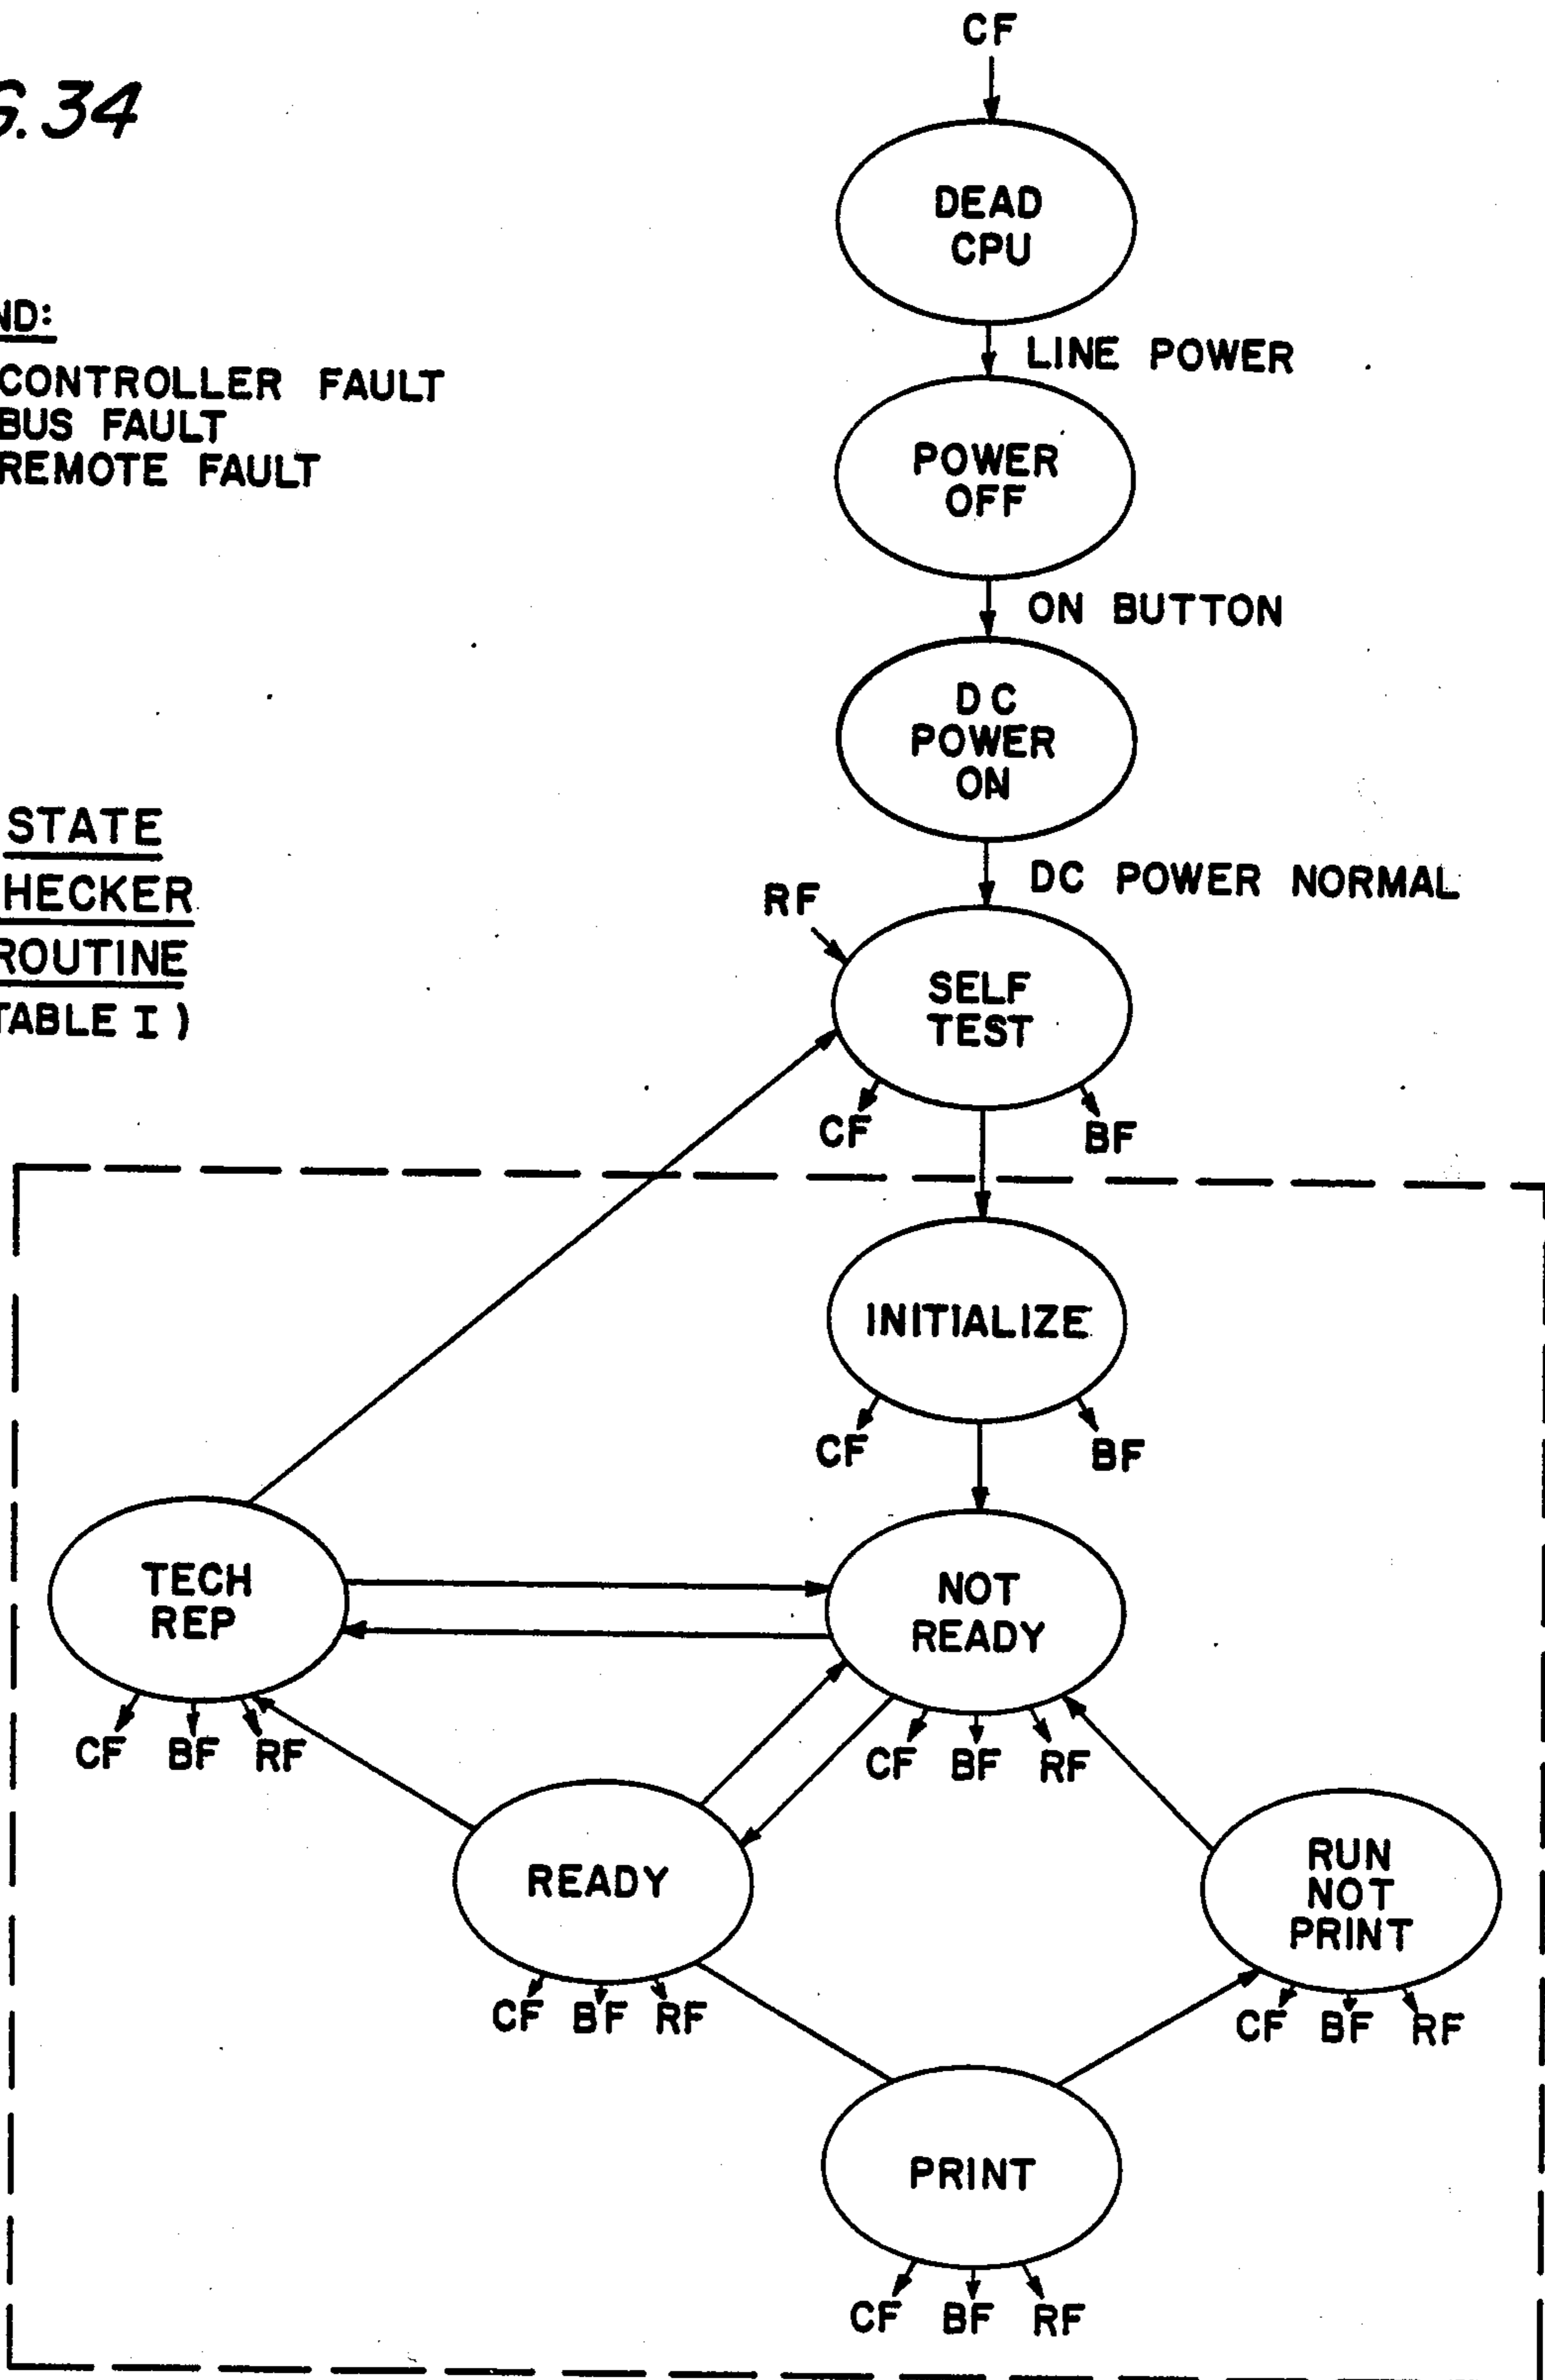 G. 34
ND:
CONTROLLER FAULT
BUS FAULT
REMOTE FAULT
STATE
HECKER
ROUTINE
TABLE I )
CF
DEAD
CPU
LINE POWER
POWER
OFF
ON BUTTON
DC
POWER
ON
DC POWER NORMAL
RF
SELF
TEST
CF
BF
INITIALIZE
CF
BF
TECH
REP
CF BF RF
NOT
READY
CF BF RF
READY
CF BF RF
RUN
NOT
PRINT
CF BF RF
PRINT
CF BF RF